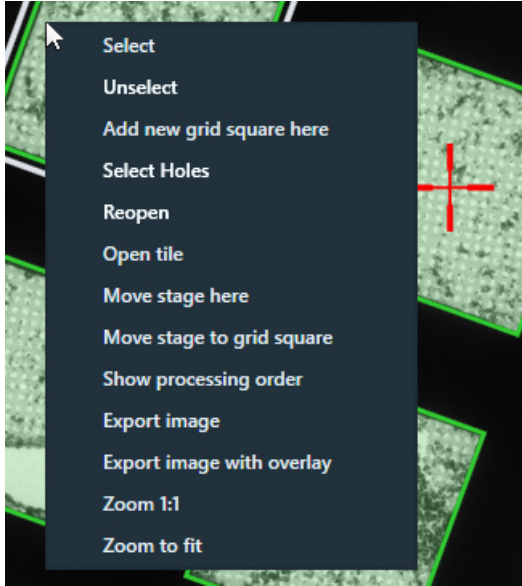 Select
Unselect
Add new grid square here
Select Holes
Reopen
Open tile
Move stage here
Move stage to grid square
Show processing order
Export image
Export image with overlay
Zoom 1:1
Zoom to fit